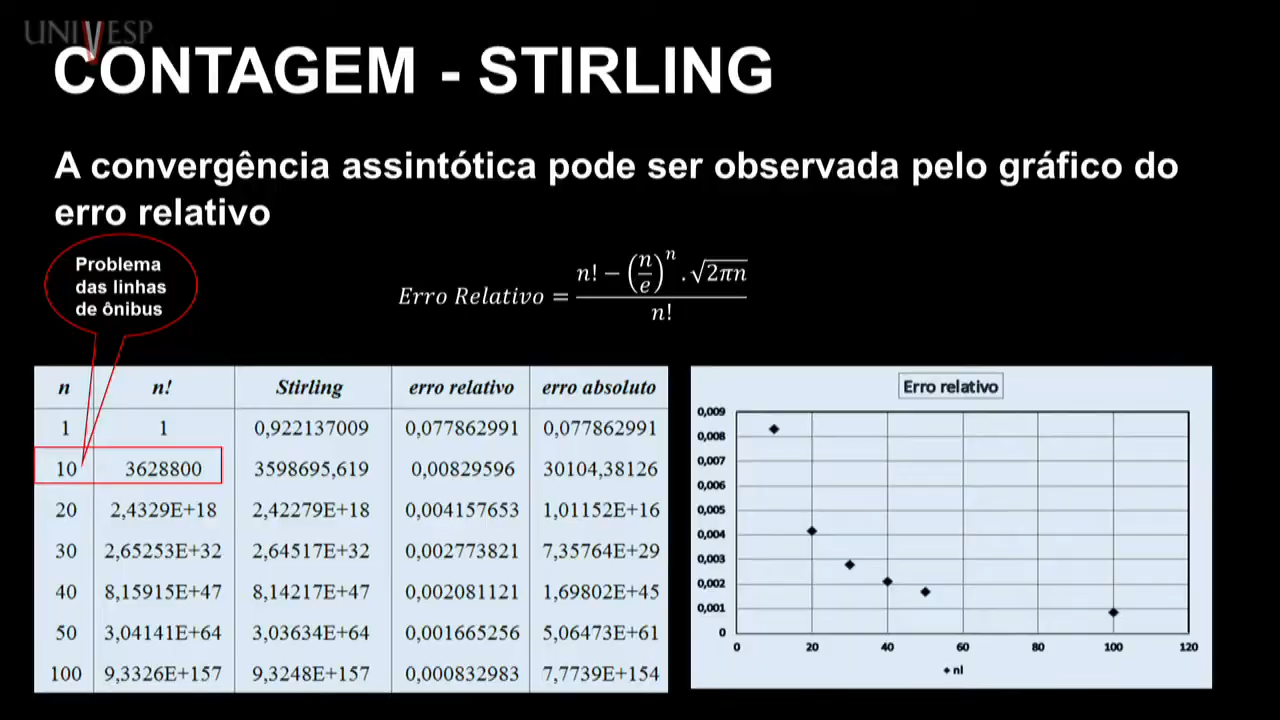 UNIVESP
CONTAGEM - STIRLING
A convergência assintótica pode ser observada pelo gráfico do
erro relativo
Problema
das linhas
de ônibus
Erro Relativo = \frac{n! - \left(\frac{n}{e}\right)^n . \sqrt{2πn}}{n!}
n n! Stirling erro relativo erro absoluto
1 1 0,922137009 0,077862991 0,077862991
10 3628800 3598695,619 0,00829596 30104,38126
20 2,4329E+18 2,42279E+18 0,004157653 1,01152E+16
30 2,65253E+32 2,64517E+32 0,002773821 7,35764E+29
40 8,15915E+47 8,14217E+47 0,002081121 1,69802E+45
50 3,04141E+64 3,03634E+64 0,001665256 5,06473E+61
100 9,3326E+157 9,3248E+157 0,000832983 7,7739E+154
Erro relativo
0,009
0,008
0,007
0,006
0,005
0,004
0,003
0,002
0,001
0
0 20 40 60 80 100 120
n!